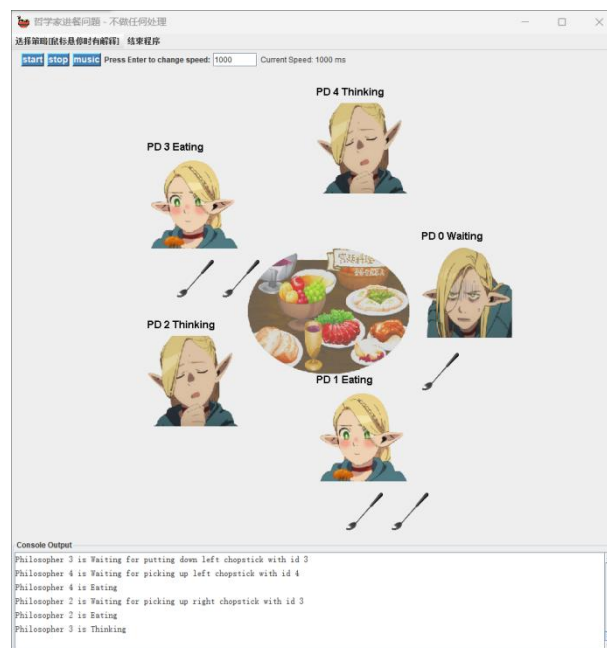 哲学家进餐问题 - 不做任何处理
选择策略[鼠标悬停时有解释] 结束程序
start stop music Press Enter to change speed: 1000 Current Speed: 1000 ms
PD 4 Thinking
PD 3 Eating
PD 0 Waiting
PD 2 Thinking
PD 1 Eating
Console Output
Philosopher 3 is Waiting for putting down left chopstick with id 3
Philosopher 4 is Waiting for picking up left chopstick with id 4
Philosopher 4 is Eating
Philosopher 2 is Waiting for picking up right chopstick with id 3
Philosopher 2 is Eating
Philosopher 3 is Thinking